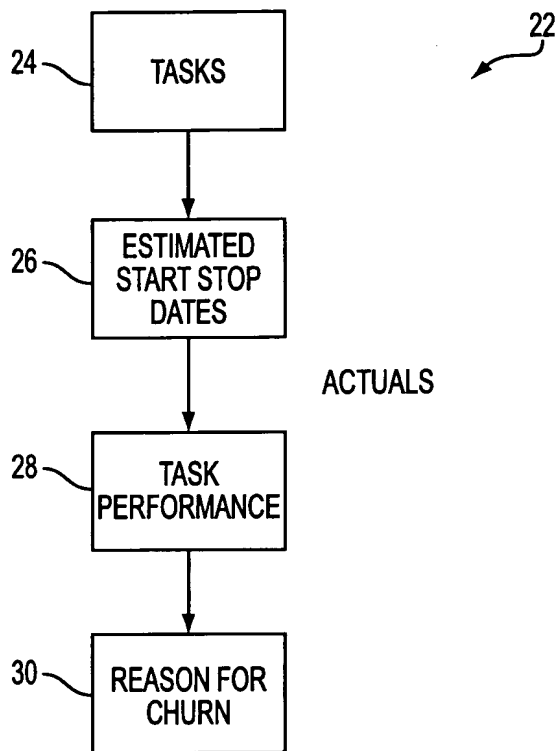 22
24
TASKS
26
ESTIMATED
START STOP
DATES
ACTUALS
28
TASK
PERFORMANCE
30
REASON FOR
CHURN